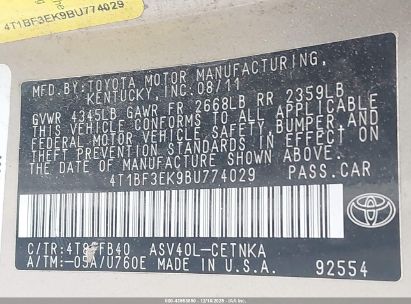 4T1BF3EK9BU774029
MFD.BY:TOYOTA MOTOR MANUFACTURING,
KENTUCKY, INC. 08/11
GVWR 4345LB GAWR FR 2668LB RR 2359LB
THIS VEHICLE CONFORMS TO ALL APPLICABLE
FEDERAL MOTOR VEHICLE SAFETY, BUMPER, AND
THEFT PREVENTION STANDARDS IN EFFECT ON
THE DATE OF MANUFACTURE SHOWN ABOVE.
4T1BF3EK9BU774029 PASS.CAR
TOYOTA
C/TR: ASV40L-CETNKA
A/TM:-05A/U760E MADE IN U.S.A. 92554